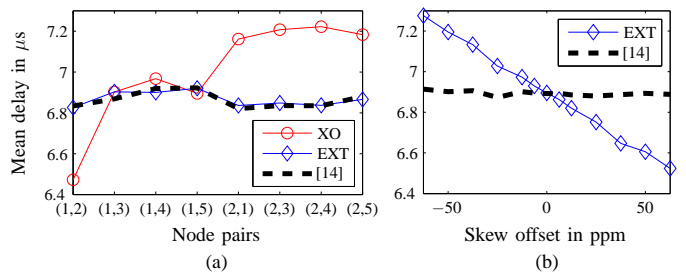 Mean delay in μs
7.2
7
6.8
6.6
6.4
(1,2) (1,3) (1,4) (1,5) (2,1) (2,3) (2,4) (2,5)
Node pairs
XO
EXT
[14]
(a)
7.2
7
6.8
6.6
6.4
−50 0 50
Skew offset in ppm
EXT
[14]
(b)